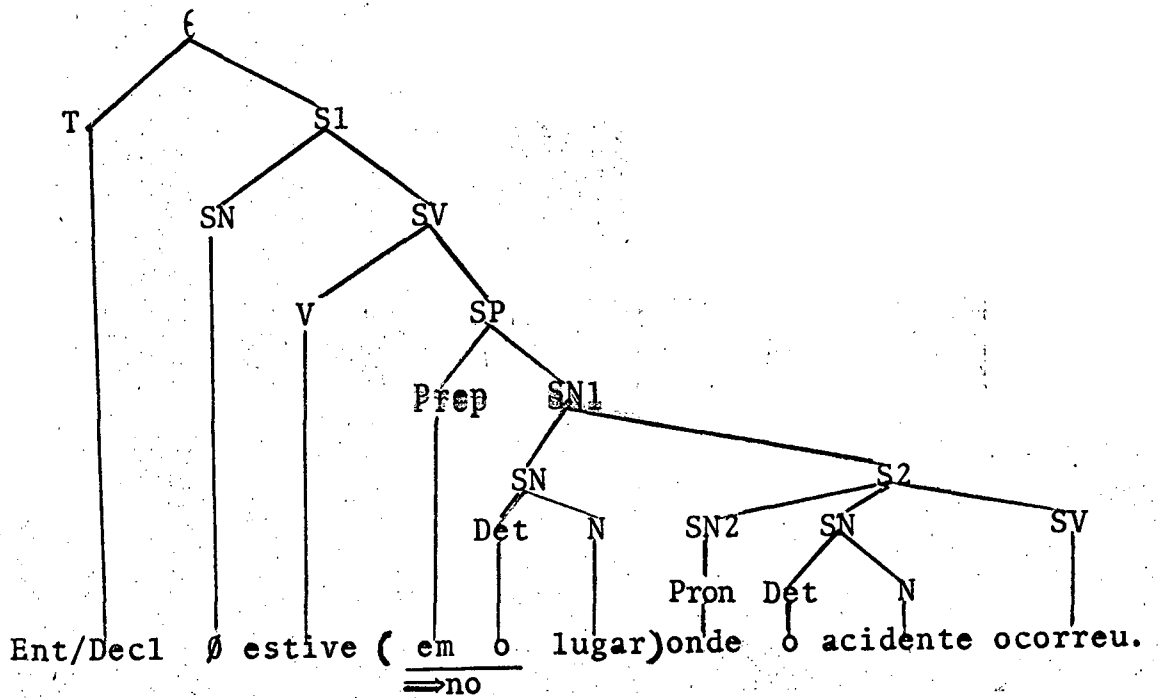 Є
T S1
SN SV
V SP
Prep SN1
SN S2
Det N SN2 SN SV
Pron Det N
Ent/Decl Ø estive ( em o lugar)onde o acidente ocorreu.
⟹no